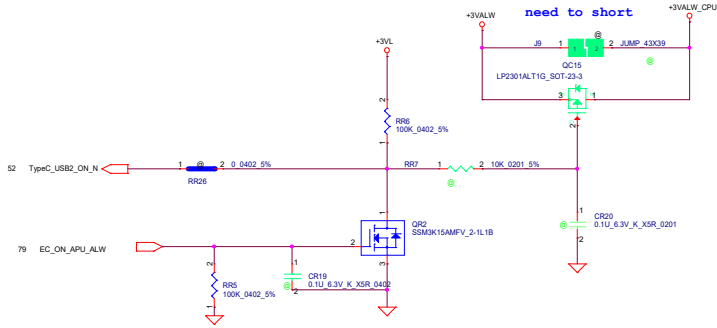 need to short
+3VALW
+3VALW_CPU
J9 1 1 2 2 JUMP_43X39
@
@
QC15
LP2301ALT1G_SOT-23-3
3 1
2
+3VL
2
RR6
100K_0402_5%
1
52 TypeC_USB2_ON_N
1 @ 2 0_0402_5%
RR26
RR7 1 2 10K_0201_5%
@
1
QR2
SSM3K15AMFV_2-1L1B
2
3
79 EC_ON_APU_ALW
1
CR20
0.1U_6.3V_K_X5R_0201
@
2
2
RR5
100K_0402_5%
1
1
CR19
0.1U_6.3V_K_X5R_0402
@
2